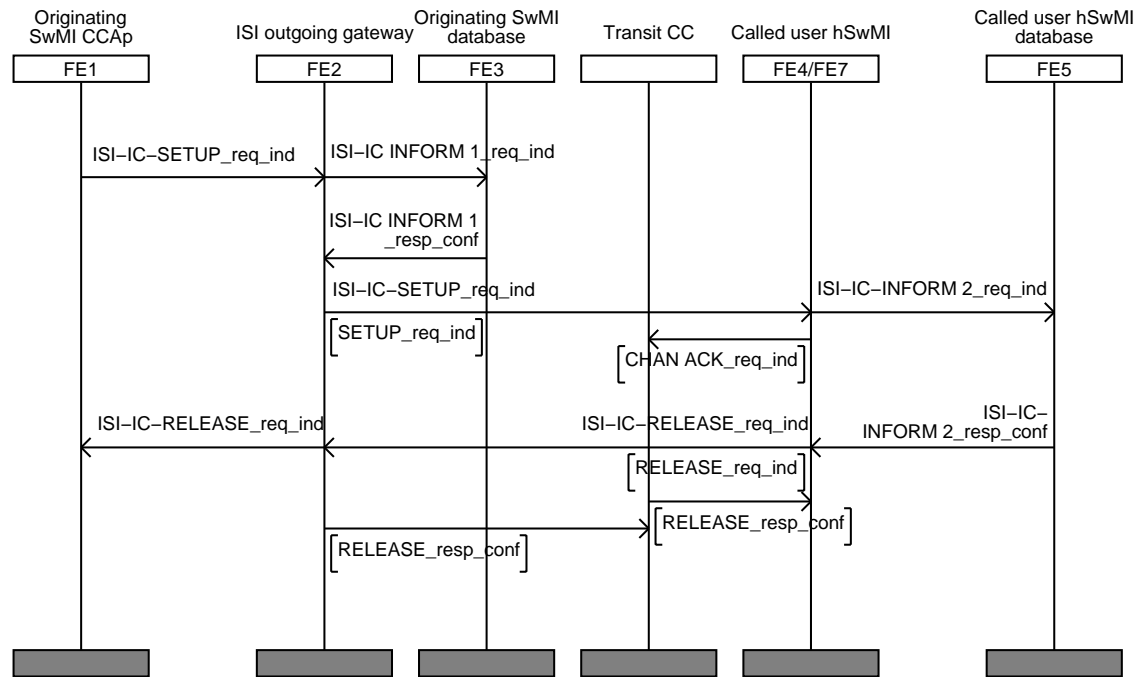 Originating
SwMI CCAp
ISI outgoing gateway
Originating SwMI
database
Transit CC
Called user hSwMI
Called user hSwMI
database
FE1
FE2
FE3
FE4/FE7
FE5
ISI–IC–SETUP_req_ind
ISI–IC INFORM 1_req_ind
ISI–IC INFORM 1
_resp_conf
ISI–IC–SETUP_req_ind
ISI–IC–INFORM 2_req_ind
SETUP_req_ind
CHAN ACK_req_ind
ISI–IC–RELEASE_req_ind
ISI–IC–RELEASE_req_ind
ISI–IC–
INFORM 2_resp_conf
RELEASE_req_ind
RELEASE_resp_conf
RELEASE_resp_conf